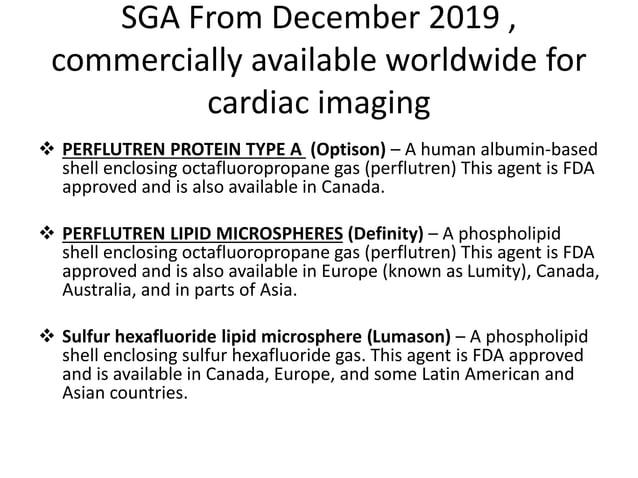 SGA From December 2019 ,
commercially available worldwide for
cardiac imaging
❖ PERFLUTREN PROTEIN TYPE A  (Optison) – A human albumin-based
shell enclosing octafluoropropane gas (perflutren) This agent is FDA
approved and is also available in Canada.
❖ PERFLUTREN LIPID MICROSPHERES (Definity) – A phospholipid
shell enclosing octafluoropropane gas (perflutren) This agent is FDA
approved and is also available in Europe (known as Lumity), Canada,
Australia, and in parts of Asia.
❖ Sulfur hexafluoride lipid microsphere (Lumason) – A phospholipid
shell enclosing sulfur hexafluoride gas. This agent is FDA approved
and is available in Canada, Europe, and some Latin American and
Asian countries.